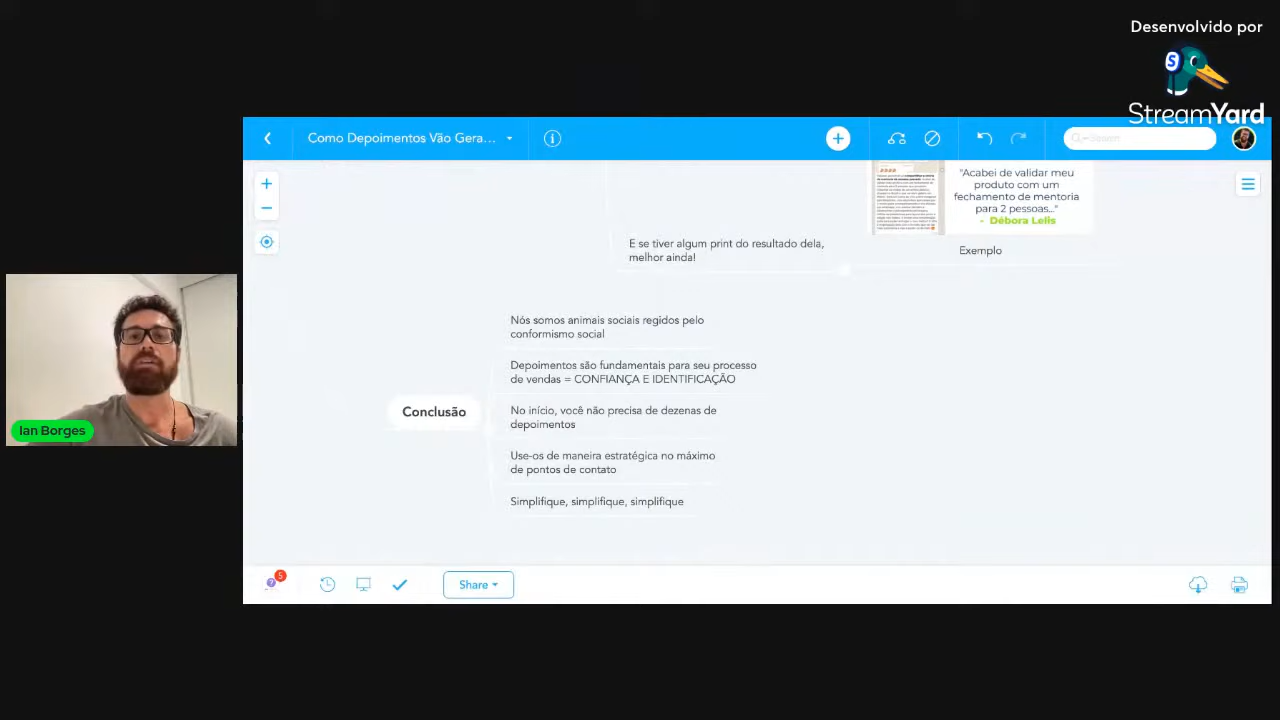 Desenvolvido por
StreamYard
Como Depoimentos Vão Gera...
Search
"Acabei de validar meu
produto com um
fechamento de mentoria
para 2 pessoas..."
- Débora Lelis
E se tiver algum print do resultado dela,
melhor ainda!
Exemplo
Nós somos animais sociais regidos pelo
conformismo social
Depoimentos são fundamentais para seu processo
de vendas = CONFIANÇA E IDENTIFICAÇÃO
Conclusão
No início, você não precisa de dezenas de
depoimentos
Use-os de maneira estratégica no máximo
de pontos de contato
Simplifique, simplifique, simplifique
Ian Borges
5
Share